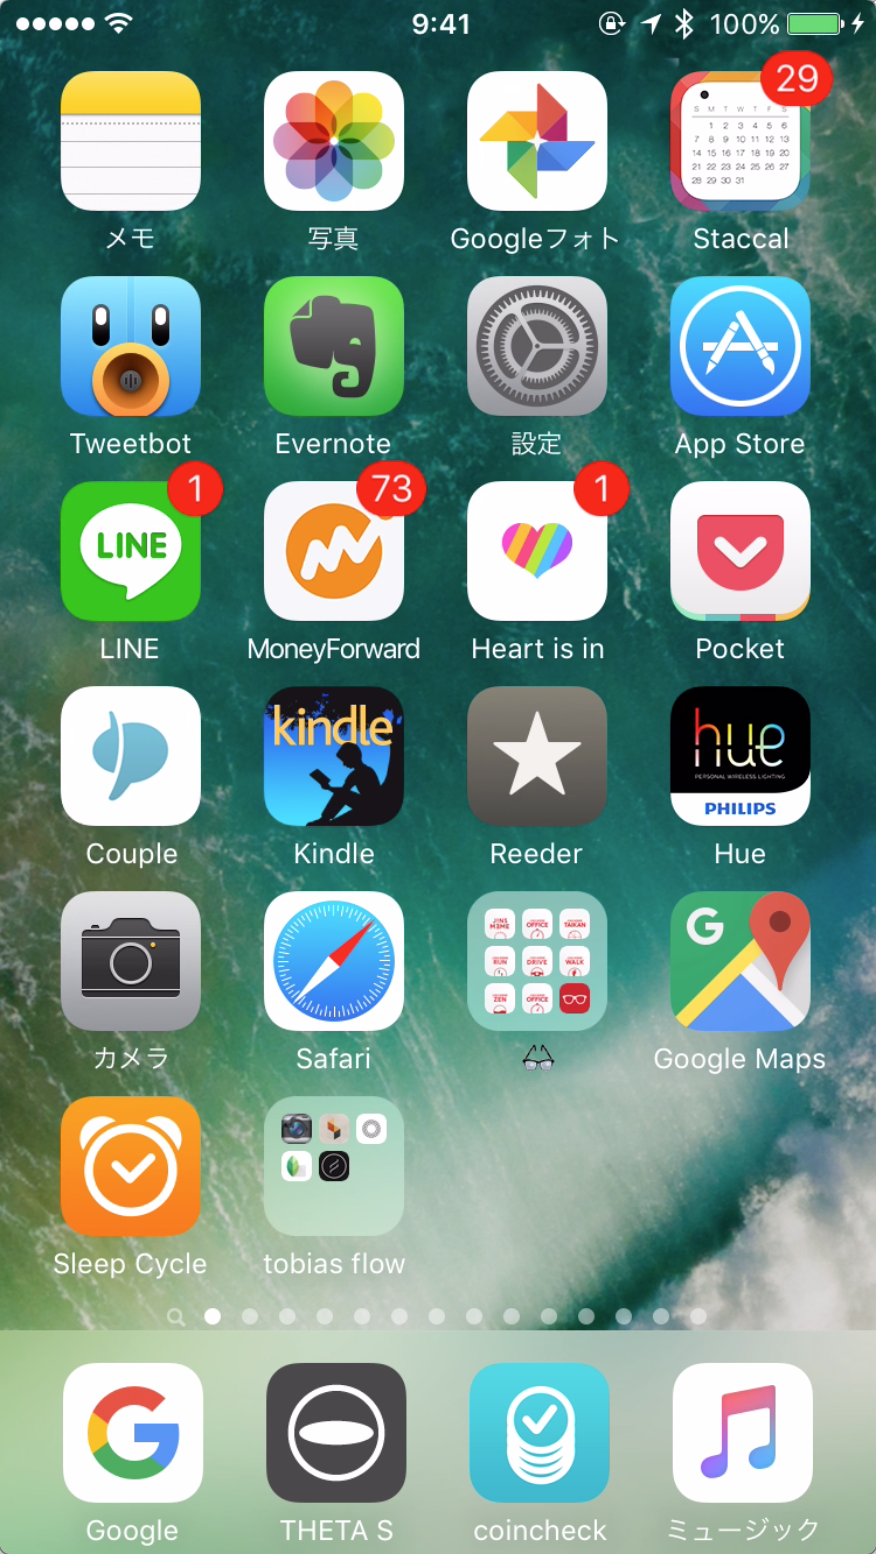 9:41
100%
29
S M T W T F S
1 2 3 4 5 6
7 8 9 10 11 12 13
14 15 16 17 18 19 20
21 22 23 24 25 26 27
28 29 30 31
メモ
写真
Googleフォト
Staccal
Tweetbot
Evernote
設定
App Store
1
73
1
LINE
LINE
MoneyForward
Heart is in
Pocket
kindle
hue
PERSONAL WIRELESS LIGHTING
PHILIPS
Couple
Kindle
Reeder
Hue
JINS MEME
OFFICE
TAIKAN
RUN
DRIVE
WALK
ZEN
OFFICE
G
カメラ
Safari
Google Maps
Sleep Cycle
tobias flow
G
Google
THETA S
coincheck
ミュージック